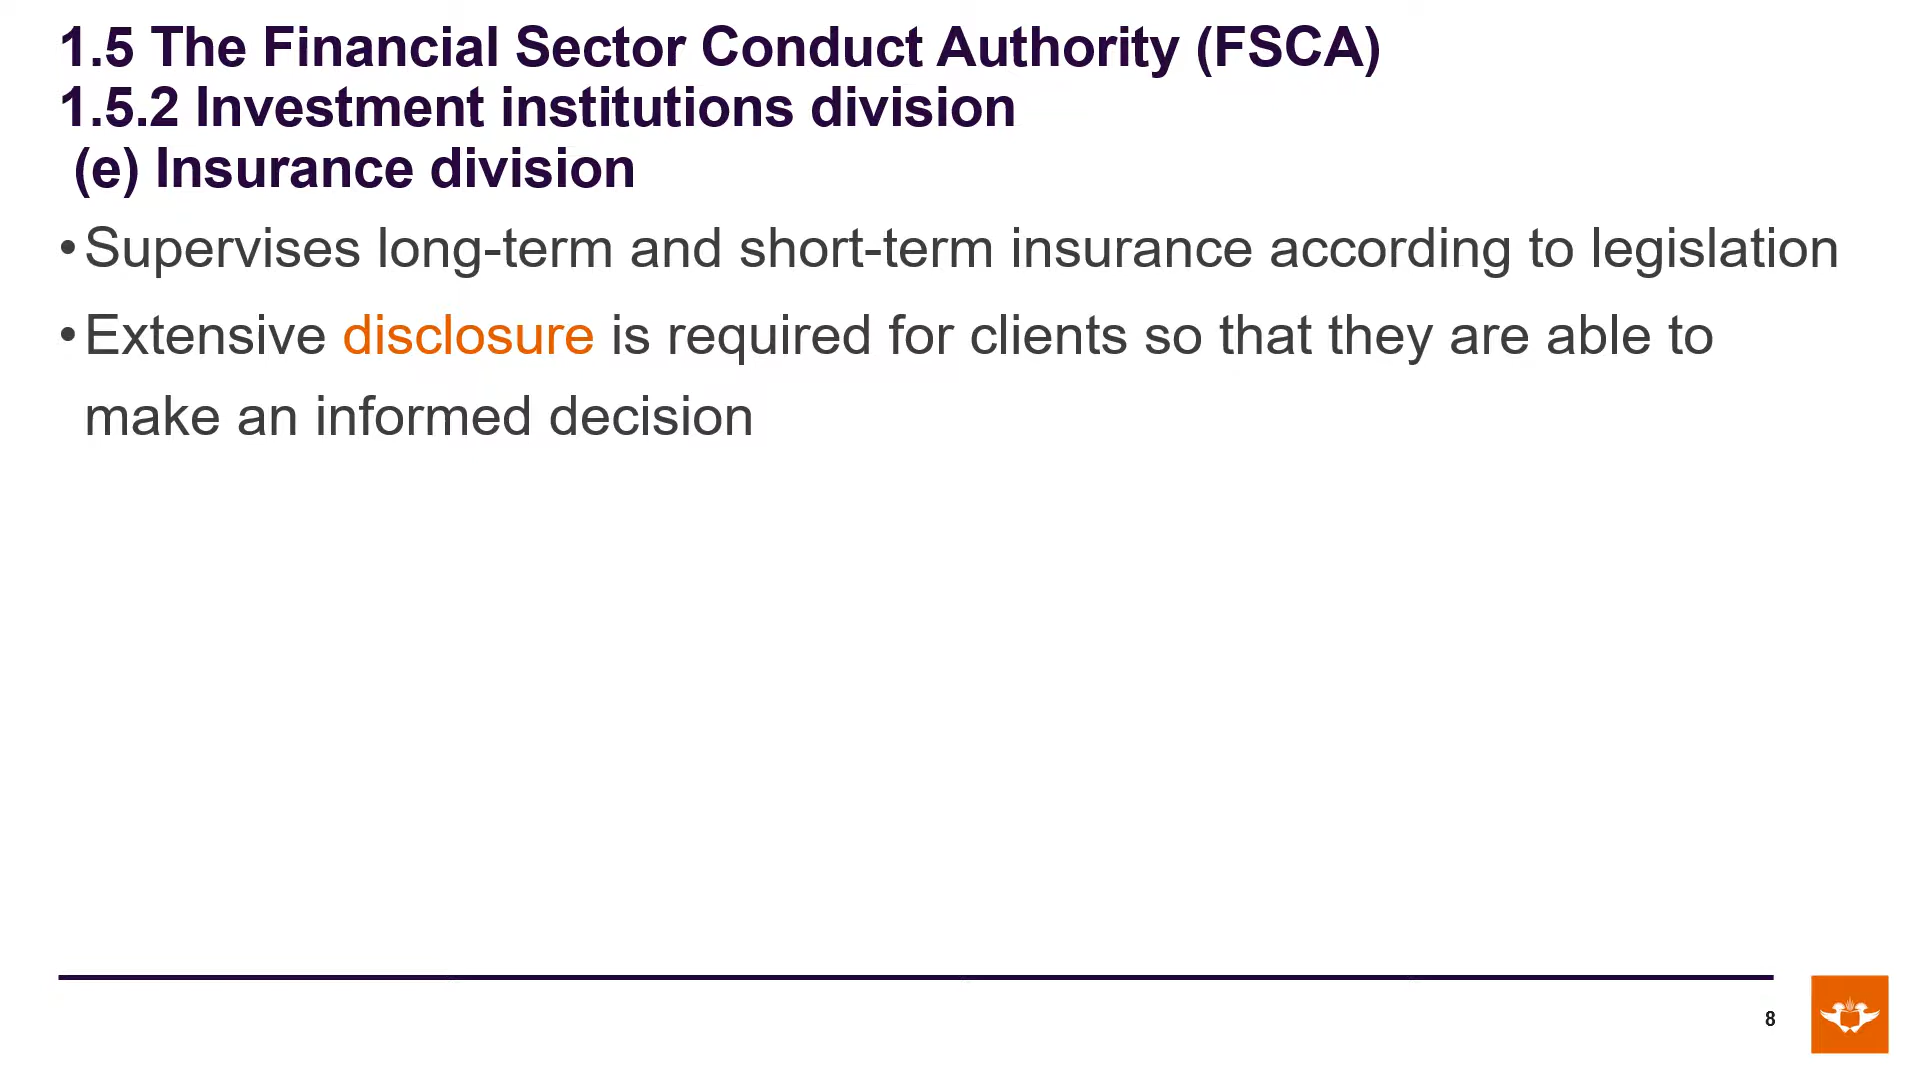 1.5 The Financial Sector Conduct Authority (FSCA)
1.5.2 Investment institutions division
(e) Insurance division
•Supervises long-term and short-term insurance according to legislation
•Extensive disclosure is required for clients so that they are able to
make an informed decision
8